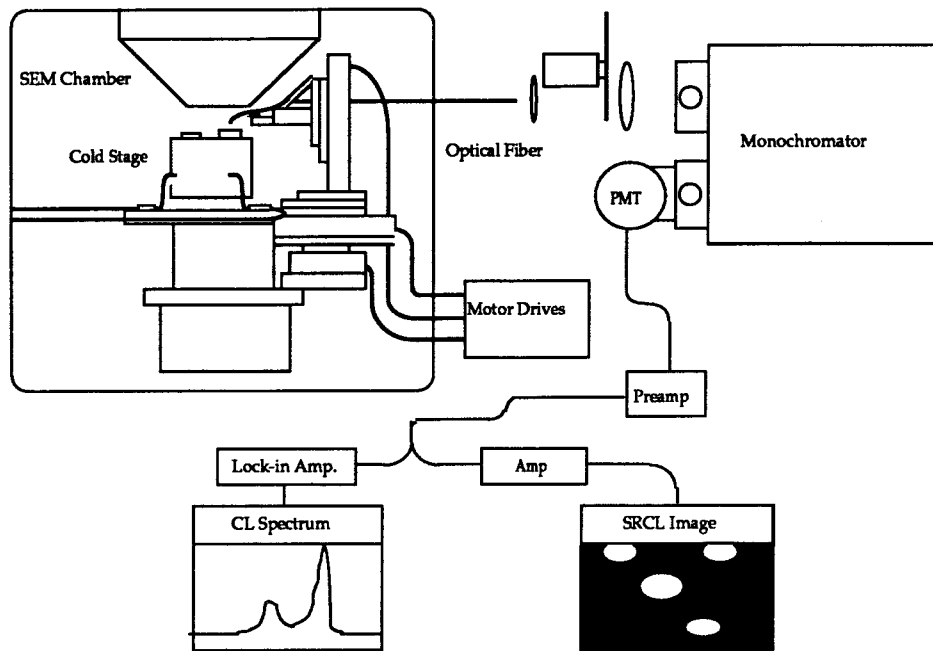 SEM Chamber
Cold Stage
Optical Fiber
Monochromator
PMT
Motor Drives
Preamp
Lock-in Amp.
Amp
CL Spectrum
SRCL Image